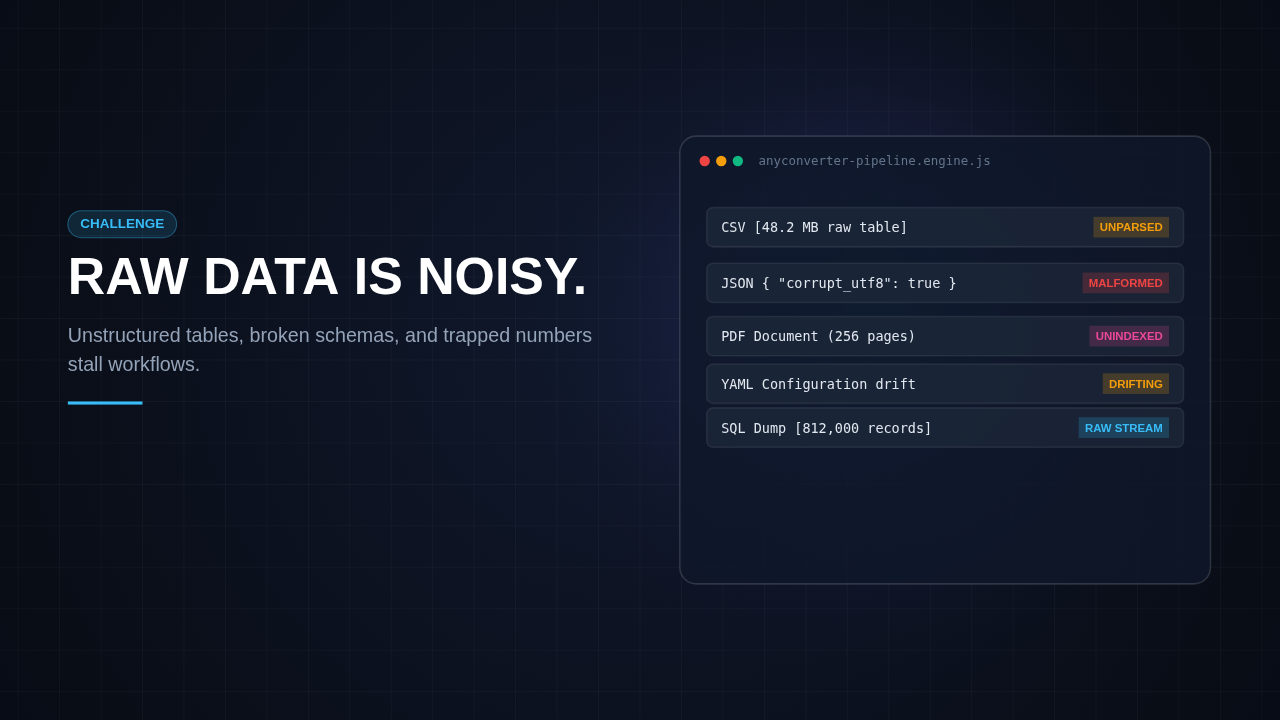 CHALLENGE
RAW DATA IS NOISY.
Unstructured tables, broken schemas, and trapped numbers
stall workflows.
anyconverter-pipeline.engine.js
CSV [48.2 MB raw table] UNPARSED
JSON { "corrupt_utf8": true } MALFORMED
PDF Document (256 pages) UNINDEXED
YAML Configuration drift DRIFTING
SQL Dump [812,000 records] RAW STREAM